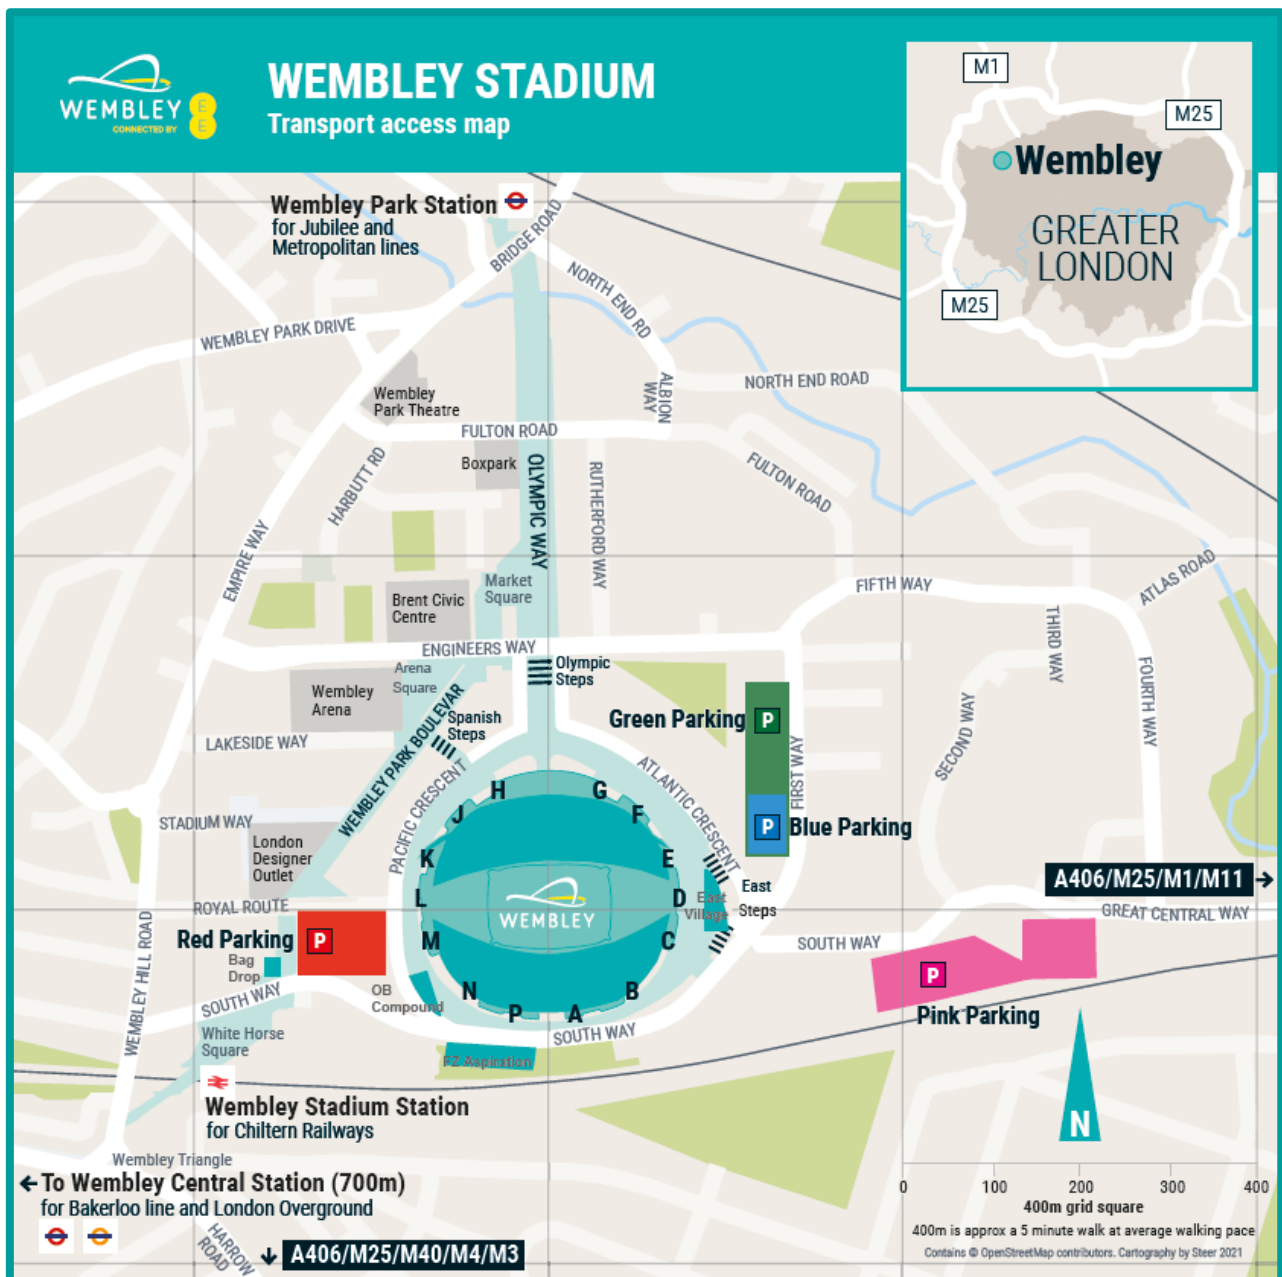 WEMBLEY
CONNECTED BY
EE
WEMBLEY STADIUM
Transport access map
M1
M25
Wembley
GREATER
LONDON
M25
Wembley Park Station
for Jubilee and
Metropolitan lines
BRIDGE ROAD
NORTH END RD
WEMBLEY PARK DRIVE
ALBION
WAY
NORTH END ROAD
Wembley
Park Theatre
FULTON ROAD
Boxpark
HARBUTT RD
OLYMPIC WAY
RUTHERFORD WAY
FULTON ROAD
EMPIRE WAY
Market
Square
Brent Civic
Centre
FIFTH WAY
ATLAS ROAD
THIRD WAY
ENGINEERS WAY
Arena
Square
Olympic
Steps
FOURTH WAY
Wembley
Arena
WEMBLEY PARK BOULEVAR
Spanish
Steps
Green Parking
P
SECOND WAY
LAKESIDE WAY
PACIFIC CRESCENT
ATLANTIC CRESCENT
FIRST WAY
H
G
J
F
P
Blue Parking
STADIUM WAY
London
Designer
Outlet
K
E
East
Steps
East
Village
A406/M25/M1/M11
L
D
WEMBLEY
ROYAL ROUTE
GREAT CENTRAL WAY
Red Parking
P
M
C
SOUTH WAY
Bag
Drop
P
WEMBLEY HILL ROAD
SOUTH WAY
OB
Compound
N
B
P
A
Pink Parking
SOUTH WAY
White Horse
Square
FZ Aspiration
Wembley Stadium Station
for Chiltern Railways
N
Wembley Triangle
To Wembley Central Station (700m)
for Bakerloo line and London Overground
HARROW
ROAD
A406/M25/M40/M4/M3
0 100 200 300 400
400m grid square
400m is approx a 5 minute walk at average walking pace
Contains © OpenStreetMap contributors. Cartography by Steer 2021